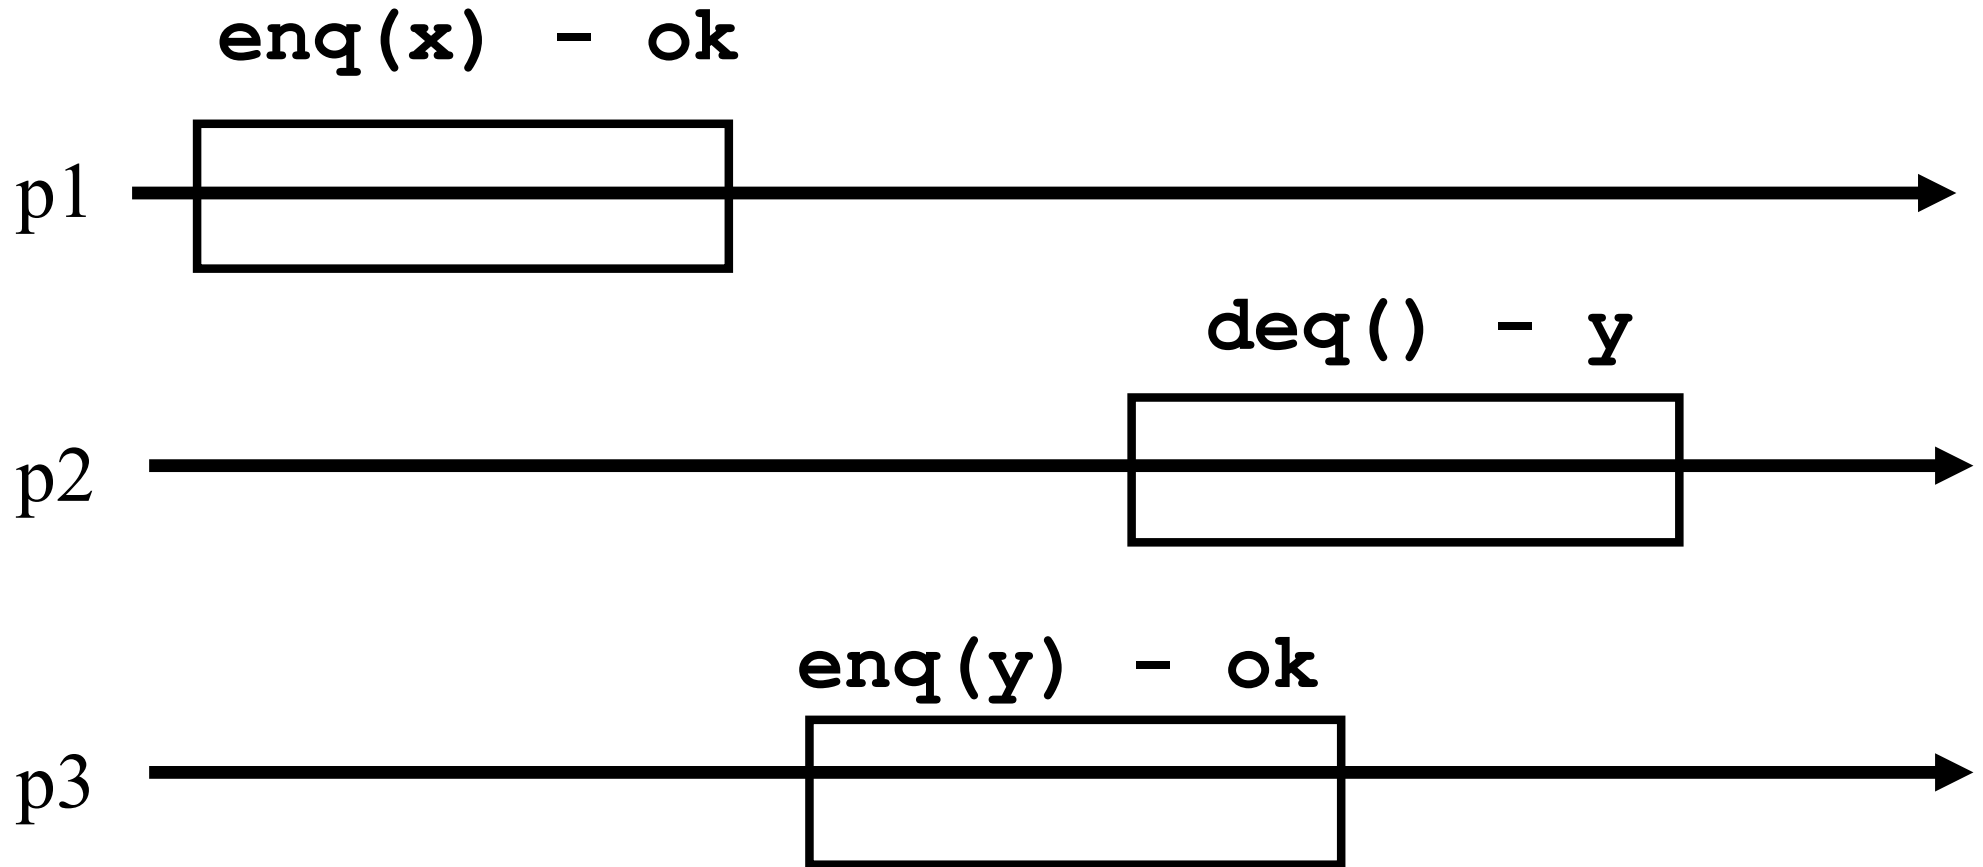 enq(x) - ok
p1
deq() - y
p2
enq(y) - ok
p3